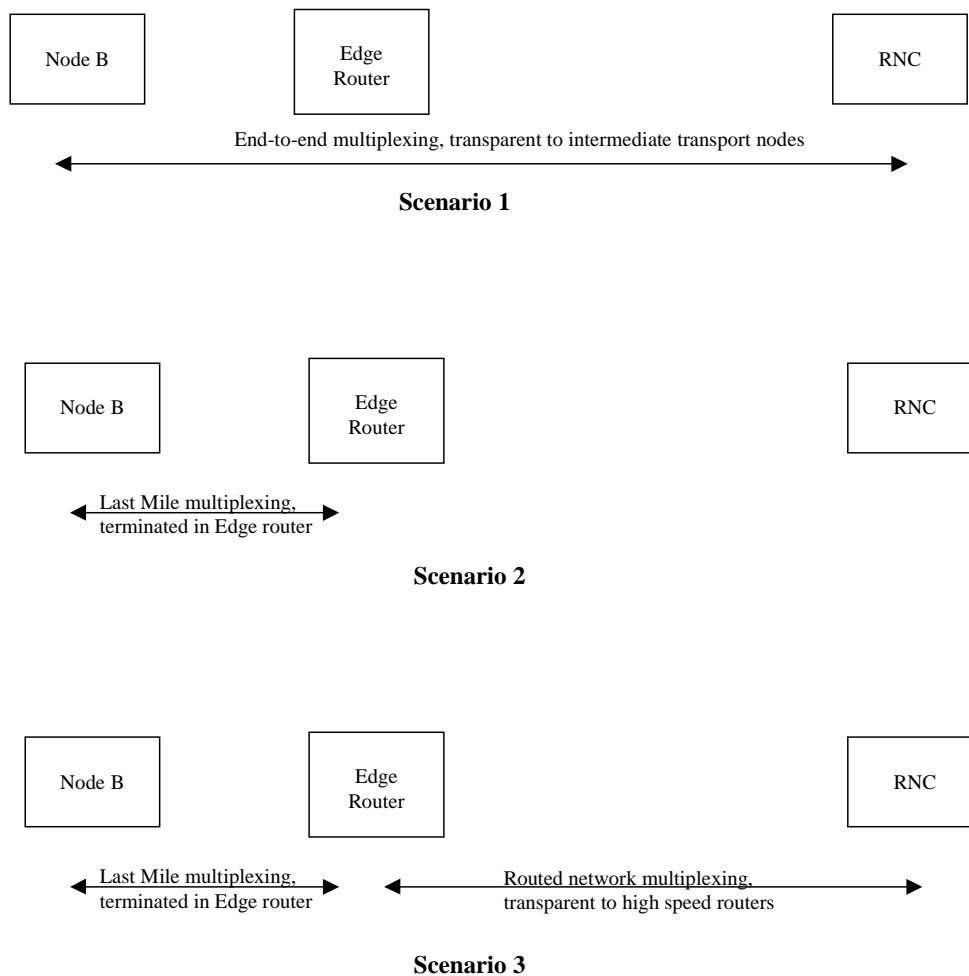 Node B
Edge
Router
RNC
End-to-end multiplexing, transparent to intermediate transport nodes
Scenario 1
Node B
Edge
Router
RNC
Last Mile multiplexing,
terminated in Edge router
Scenario 2
Node B
Edge
Router
RNC
Last Mile multiplexing,
terminated in Edge router
Routed network multiplexing,
transparent to high speed routers
Scenario 3